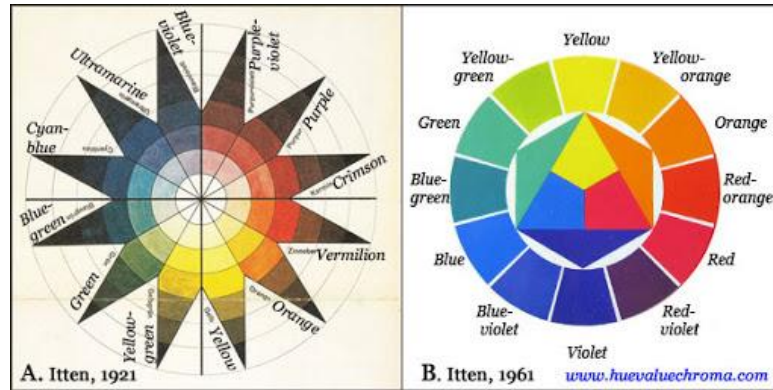 Blue-
violet
Purple-
violet
Ultramarine
Purple
Cyan-
blue
Crimson
Blue-
green
Vermilion
Green
Orange
Yellow-
green
Yellow
A. Itten, 1921
Yellow
Yellow-
green
Yellow-
orange
Green
Orange
Blue-
green
Red-
orange
Blue
Red
Blue-
violet
Red-
violet
Violet
B. Itten, 1961
www.huevaluechroma.com